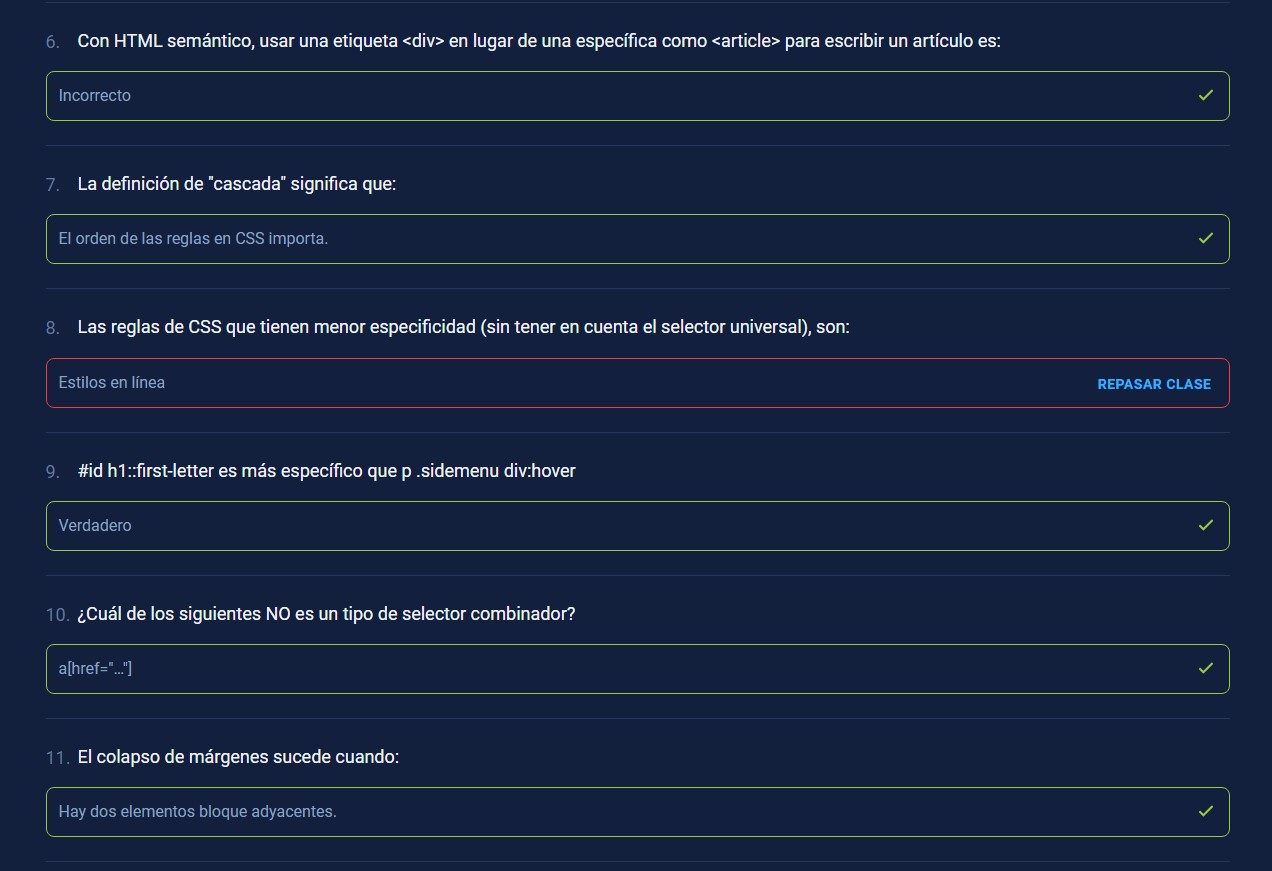 6. Con HTML semántico, usar una etiqueta <div> en lugar de una específica como <article> para escribir un artículo es:
Incorrecto
7. La definición de "cascada" significa que:
El orden de las reglas en CSS importa.
8. Las reglas de CSS que tienen menor especificidad (sin tener en cuenta el selector universal), son:
Estilos en línea REPASAR CLASE
9. #id h1::first-letter es más específico que p .sidemenu div:hover
Verdadero
10. ¿Cuál de los siguientes NO es un tipo de selector combinador?
a[href="..."]
11. El colapso de márgenes sucede cuando:
Hay dos elementos bloque adyacentes.